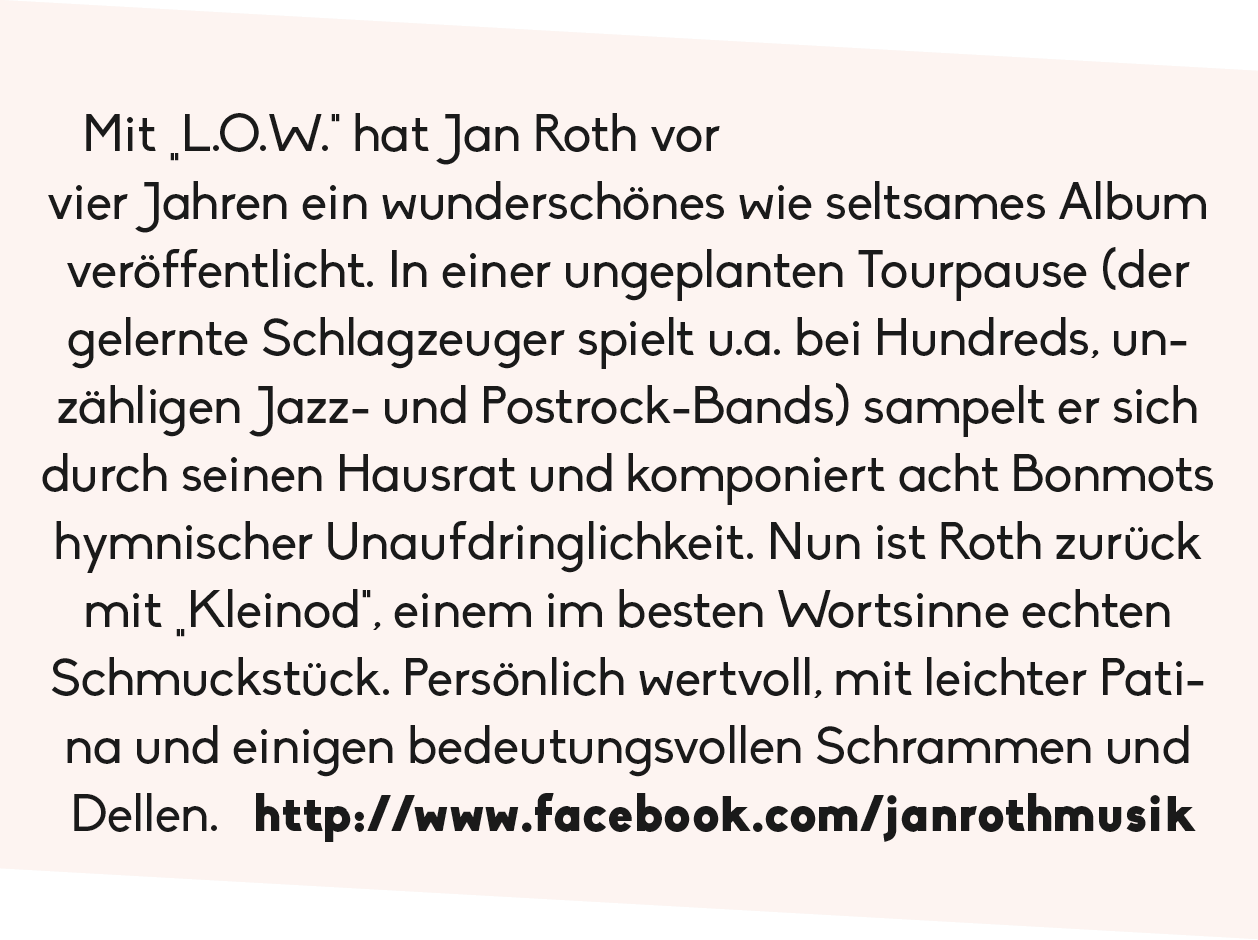 Mit „L.O.W." hat Jan Roth vor
vier Jahren ein wunderschönes wie seltsames Album
veröffentlicht. In einer ungeplanten Tourpause (der
gelernte Schlagzeuger spielt u.a. bei Hundreds, un-
zähligen Jazz- und Postrock-Bands) sampelt er sich
durch seinen Hausrat und komponiert acht Bonmots
hymnischer Unaufdringlichkeit. Nun ist Roth zurück
mit „Kleinod", einem im besten Wortsinne echten
Schmuckstück. Persönlich wertvoll, mit leichter Pati-
na und einigen bedeutungsvollen Schrammen und
Dellen. http://www.facebook.com/janrothmusik